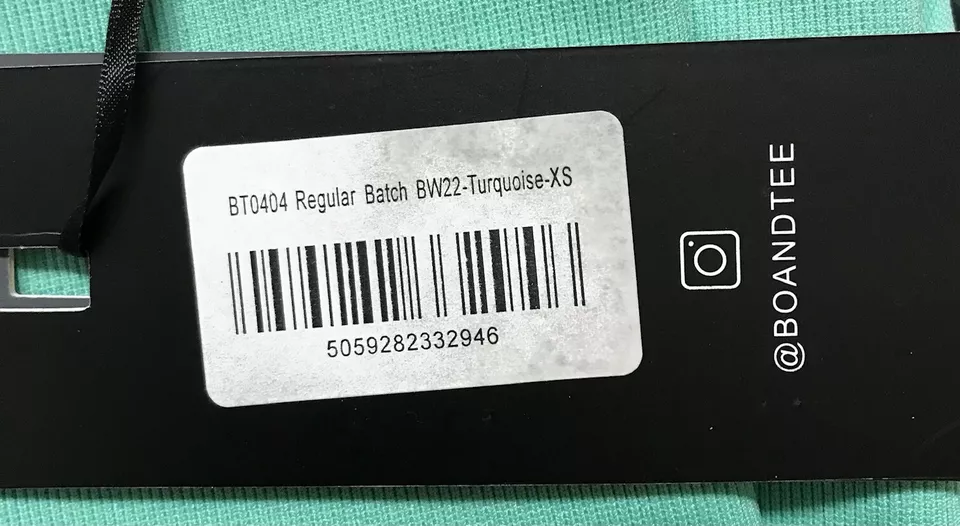 BT0404 Regular Batch BW22-Turquoise-XS
5059282332946
@BOANDTEE